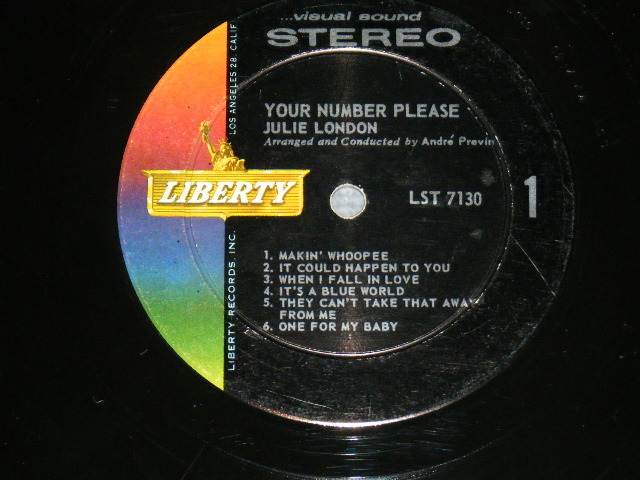 ...visual sound
STEREO
YOUR NUMBER PLEASE
JULIE LONDON
Arranged and Conducted by André Previn
LIBERTY
LST 7130
1
1. MAKIN' WHOOPEE
2. IT COULD HAPPEN TO YOU
3. WHEN I FALL IN LOVE
4. IT'S A BLUE WORLD
5. THEY CAN'T TAKE THAT AWAY
FROM ME
6. ONE FOR MY BABY
LIBERTY RECORDS, INC.
LOS ANGELES 28, CALIF.